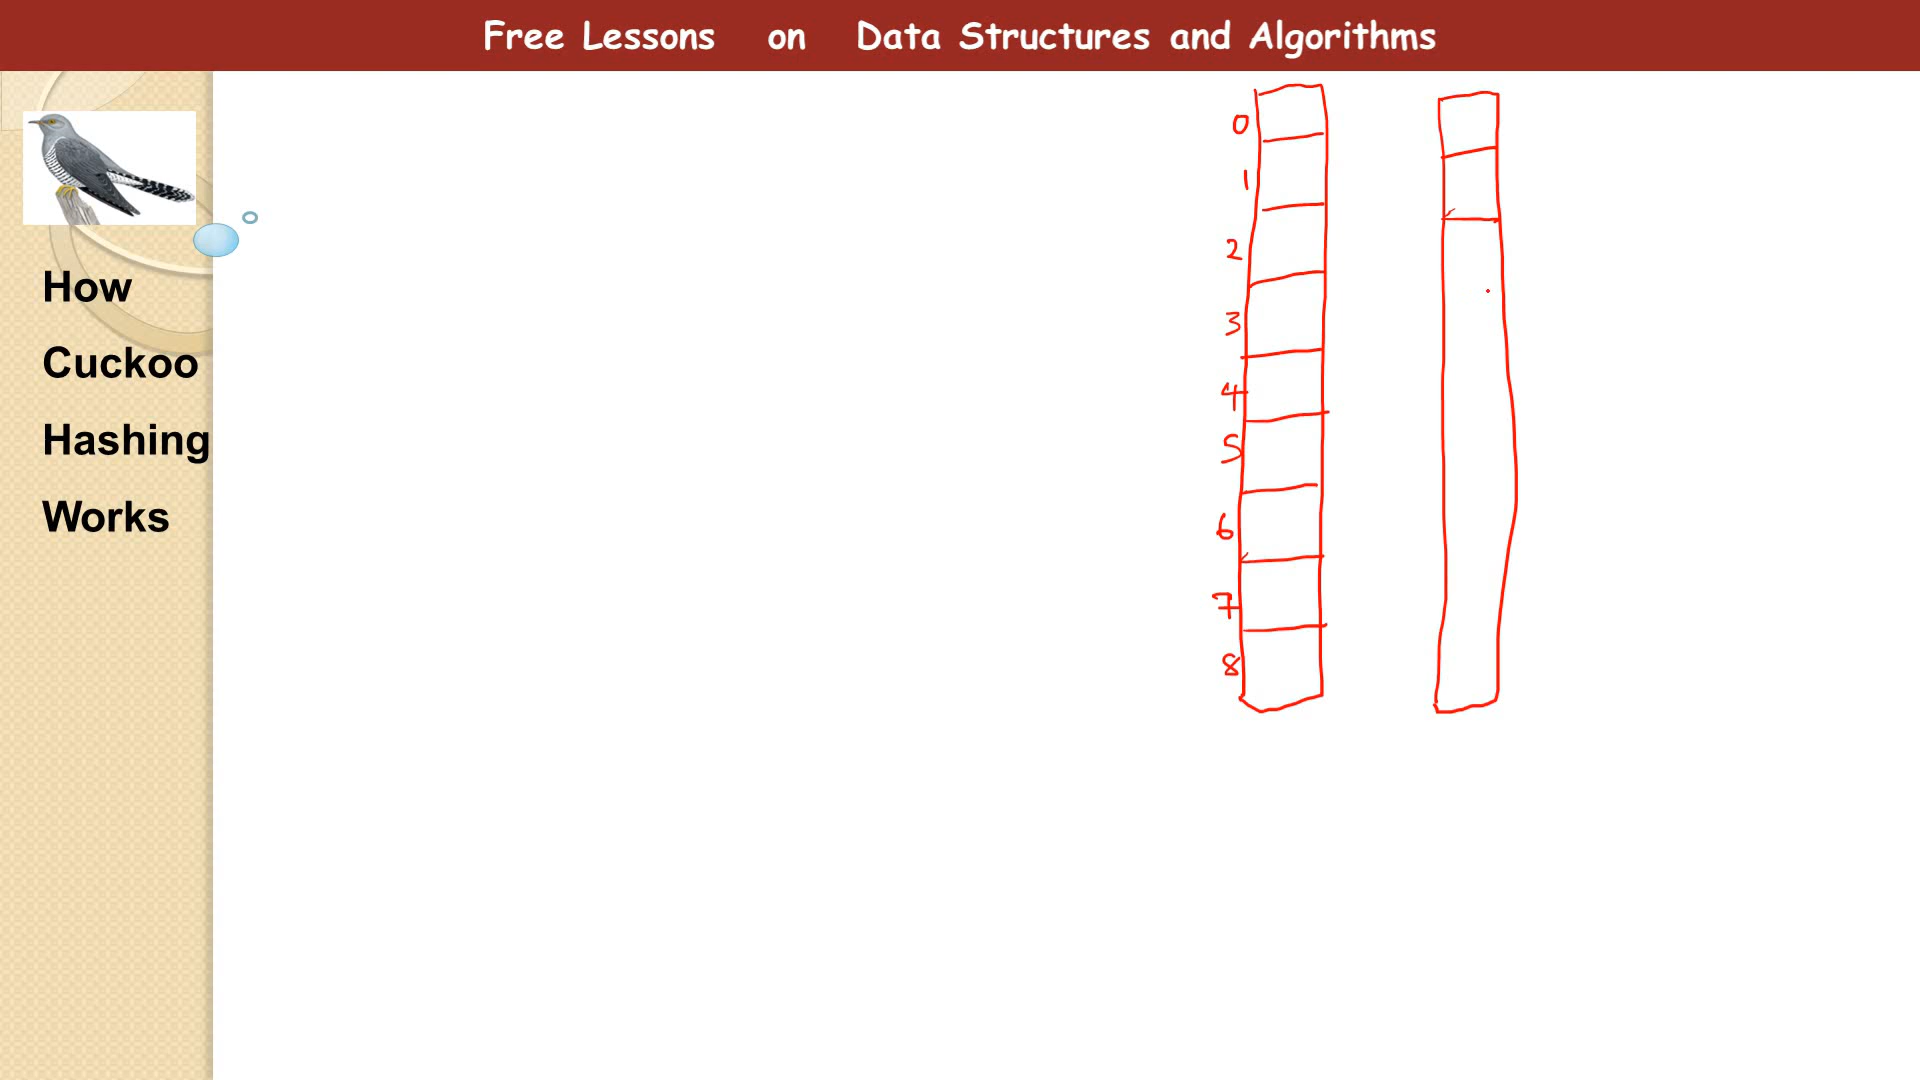 Free Lessons on Data Structures and Algorithms
How
Cuckoo
Hashing
Works
0
1
2
3
4
5
6
7
8